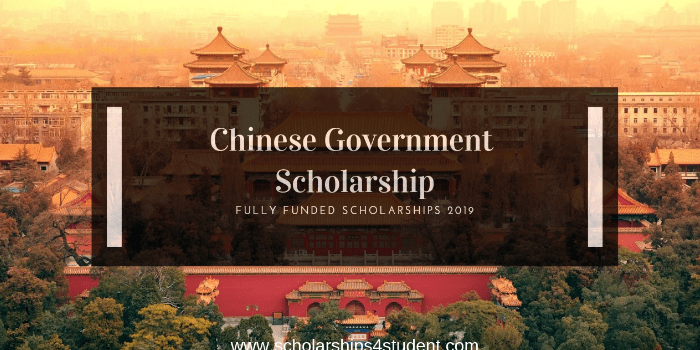 Chinese Government
Scholarship
FULLY FUNDED SCHOLARSHIPS 2019
www.scholarships4student.com